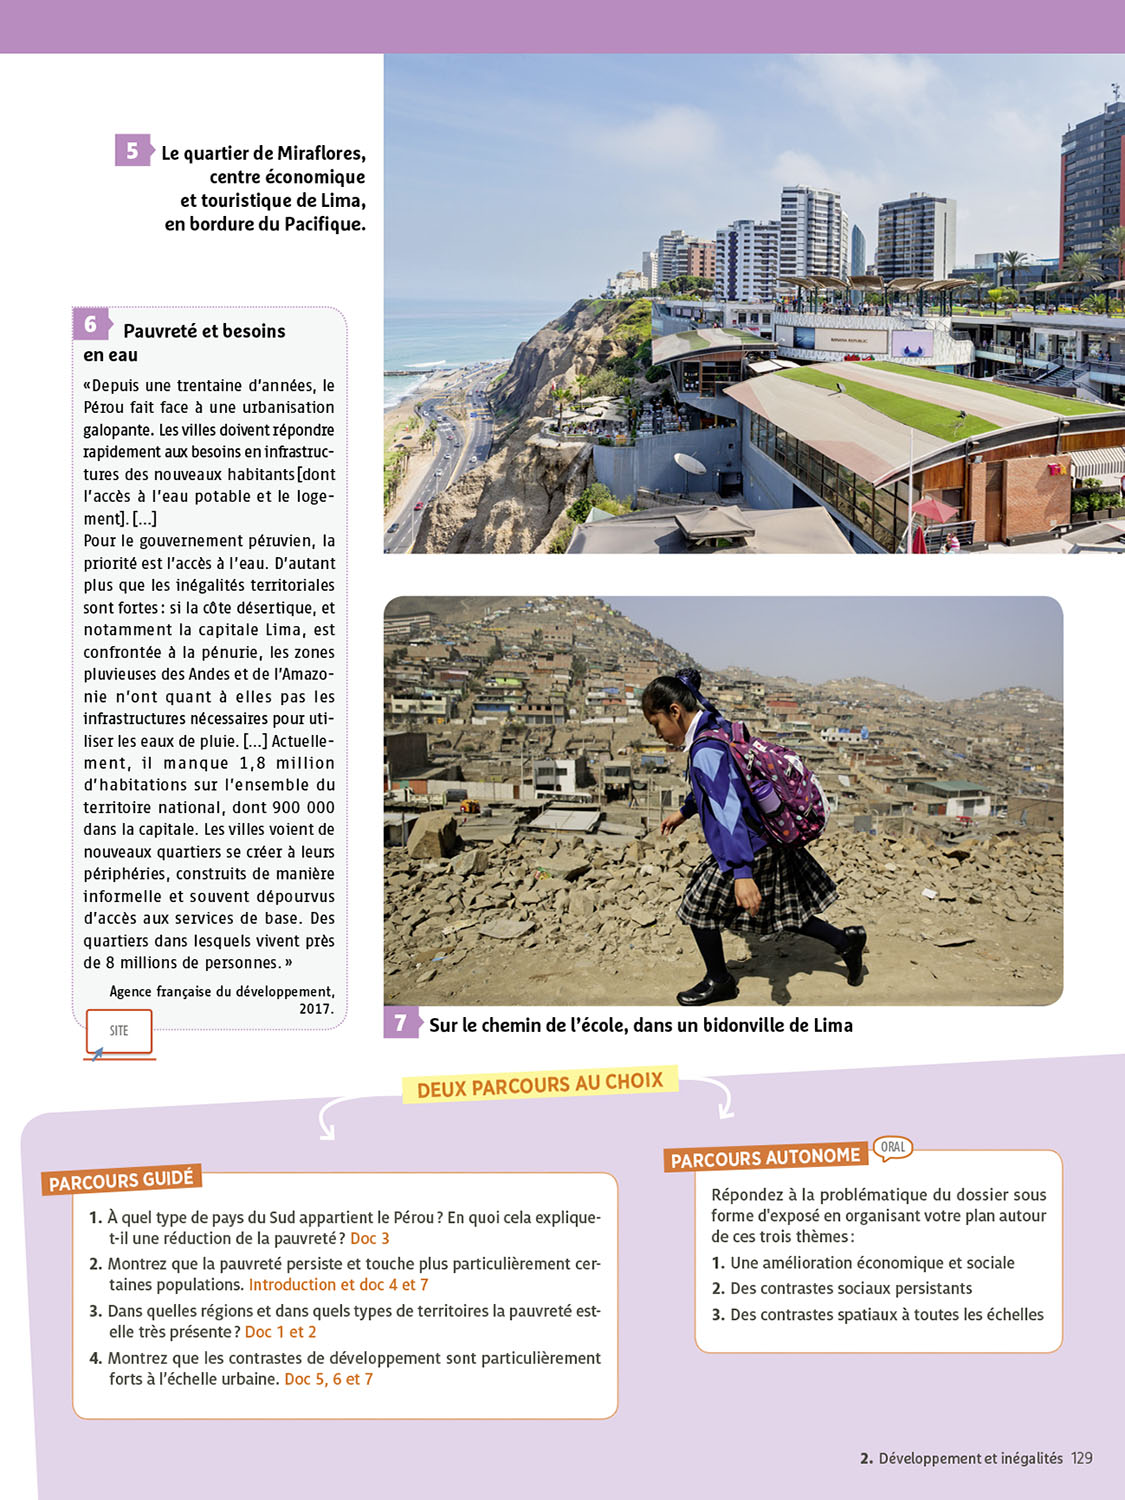 5
Le quartier de Miraflores,
centre économique
et touristique de Lima,
en bordure du Pacifique.
BANANA REPUBLIC
6
Pauvreté et besoins
en eau
«Depuis une trentaine d'années, le
Pérou fait face à une urbanisation
galopante. Les villes doivent répondre
rapidement aux besoins en infrastruc-
tures des nouveaux habitants[dont
l'accès à l'eau potable et le loge-
ment]. […]
Pour le gouvernement péruvien, la
priorité est l'accès à l'eau. D'autant
plus que les inégalités territoriales
sont fortes : si la côte désertique, et
notamment la capitale Lima, est
confrontée à la pénurie, les zones
pluvieuses des Andes et de l'Amazo-
nie n'ont quant à elles pas les
infrastructures nécessaires pour uti-
liser les eaux de pluie. […] Actuelle-
ment, il manque 1,8 million
d'habitations sur l'ensemble du
territoire national, dont 900 000
dans la capitale. Les villes voient de
nouveaux quartiers se créer à leurs
périphéries, construits de manière
informelle et souvent dépourvus
d'accès aux services de base. Des
quartiers dans lesquels vivent près
de 8 millions de personnes. »
Agence française du développement,
2017.
SITE
7
Sur le chemin de l'école, dans un bidonville de Lima
DEUX PARCOURS AU CHOIX
PARCOURS GUIDÉ
1. À quel type de pays du Sud appartient le Pérou ? En quoi cela explique-
t-il une réduction de la pauvreté ? Doc 3
2. Montrez que la pauvreté persiste et touche plus particulièrement cer-
taines populations. Introduction et doc 4 et 7
3. Dans quelles régions et dans quels types de territoires la pauvreté est-
elle très présente ? Doc 1 et 2
4. Montrez que les contrastes de développement sont particulièrement
forts à l'échelle urbaine. Doc 5, 6 et 7
PARCOURS AUTONOME
ORAL
Répondez à la problématique du dossier sous
forme d'exposé en organisant votre plan autour
de ces trois thèmes :
1. Une amélioration économique et sociale
2. Des contrastes sociaux persistants
3. Des contrastes spatiaux à toutes les échelles
2. Développement et inégalités 129